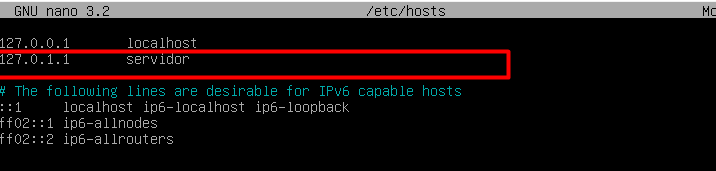 GNU nano 3.2 /etc/hosts Mo
127.0.0.1 localhost
127.0.1.1 servidor
# The following lines are desirable for IPv6 capable hosts
::1 localhost ip6-localhost ip6-loopback
ff02::1 ip6-allnodes
ff02::2 ip6-allrouters